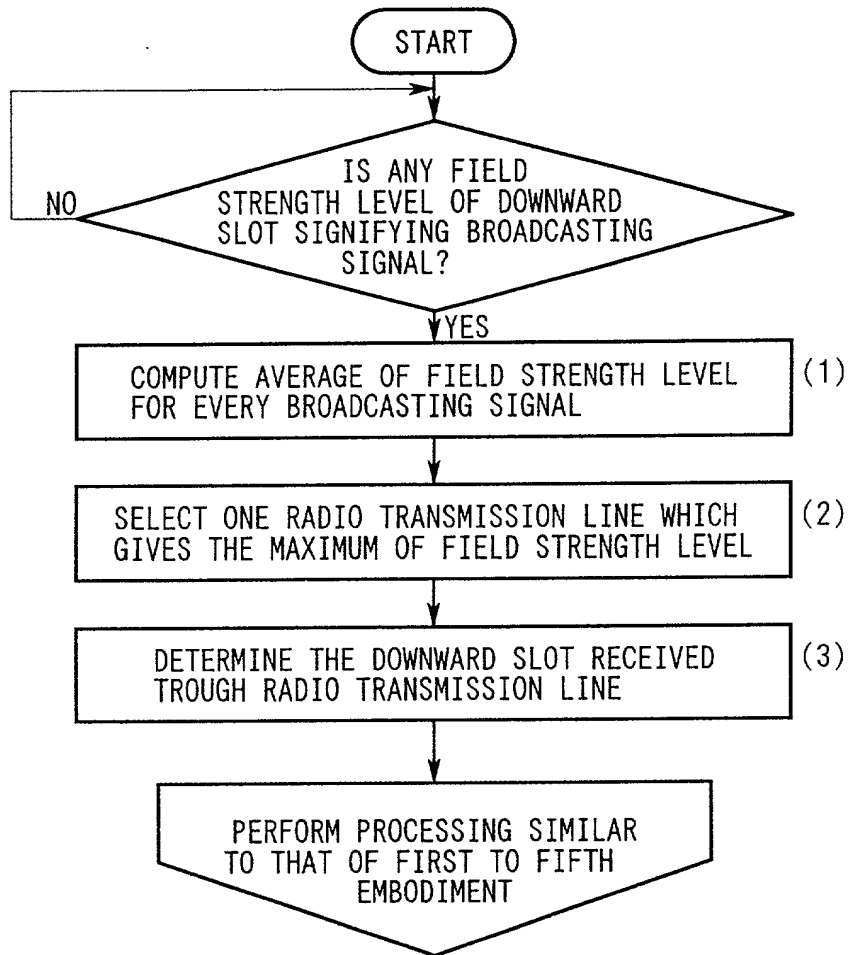 START
IS ANY FIELD
STRENGTH LEVEL OF DOWNWARD
SLOT SIGNIFYING BROADCASTING
SIGNAL?
NO
YES
COMPUTE AVERAGE OF FIELD STRENGTH LEVEL
FOR EVERY BROADCASTING SIGNAL
(1)
SELECT ONE RADIO TRANSMISSION LINE WHICH
GIVES THE MAXIMUM OF FIELD STRENGTH LEVEL
(2)
DETERMINE THE DOWNWARD SLOT RECEIVED
TROUGH RADIO TRANSMISSION LINE
(3)
PERFORM PROCESSING SIMILAR
TO THAT OF FIRST TO FIFTH
EMBODIMENT